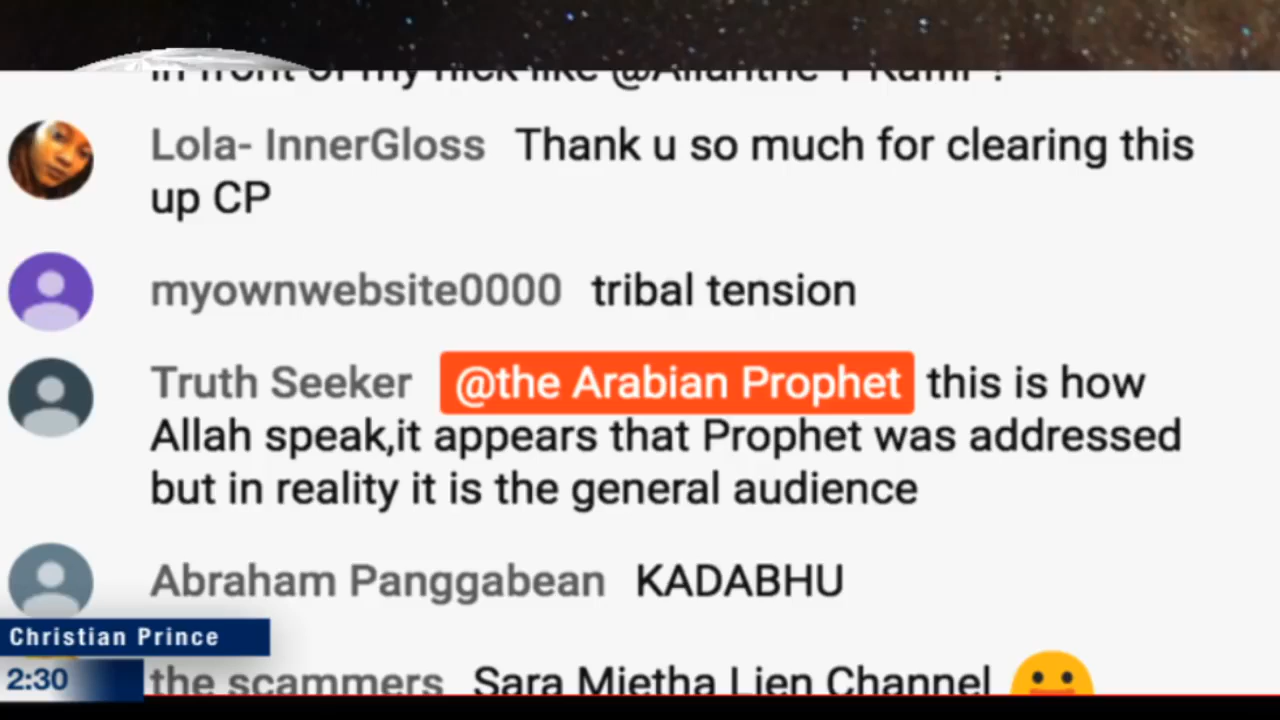 Lola- InnerGloss Thank u so much for clearing this
up CP
myownwebsite0000 tribal tension
Truth Seeker @the Arabian Prophet this is how
Allah speak,it appears that Prophet was addressed
but in reality it is the general audience
Abraham Panggabean KADABHU
Christian Prince
2:30
the scammers Sara Mietha Lien Channel